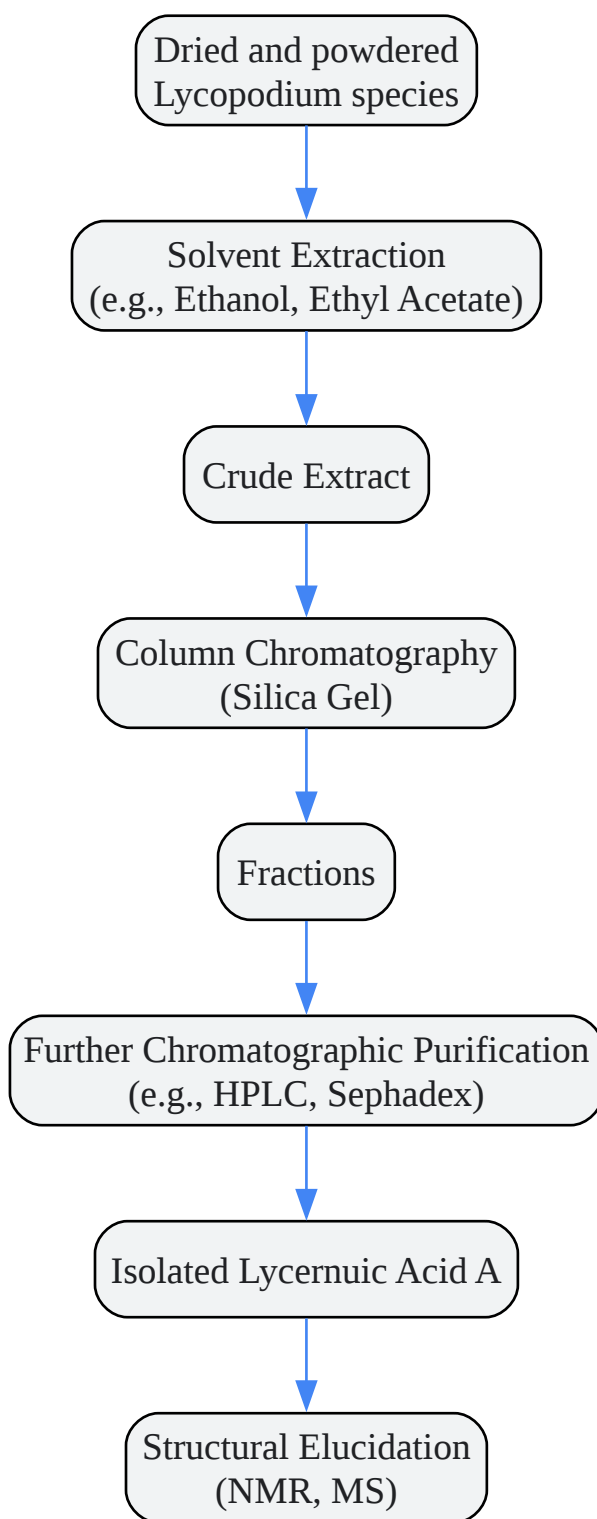 Dried and powdered
Lycopodium species
Solvent Extraction
(e.g., Ethanol, Ethyl Acetate)
Crude Extract
Column Chromatography
(Silica Gel)
Fractions
Further Chromatographic Purification
(e.g., HPLC, Sephadex)
Isolated Lycernuic Acid A
Structural Elucidation
(NMR, MS)